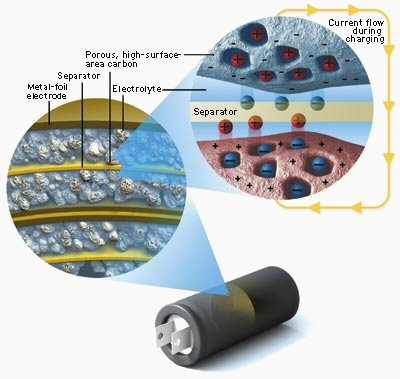 Porous, high-surface-
area carbon
Separator
Metal-foil
electrode
Electrolyte
Current flow
during
charging
Separator